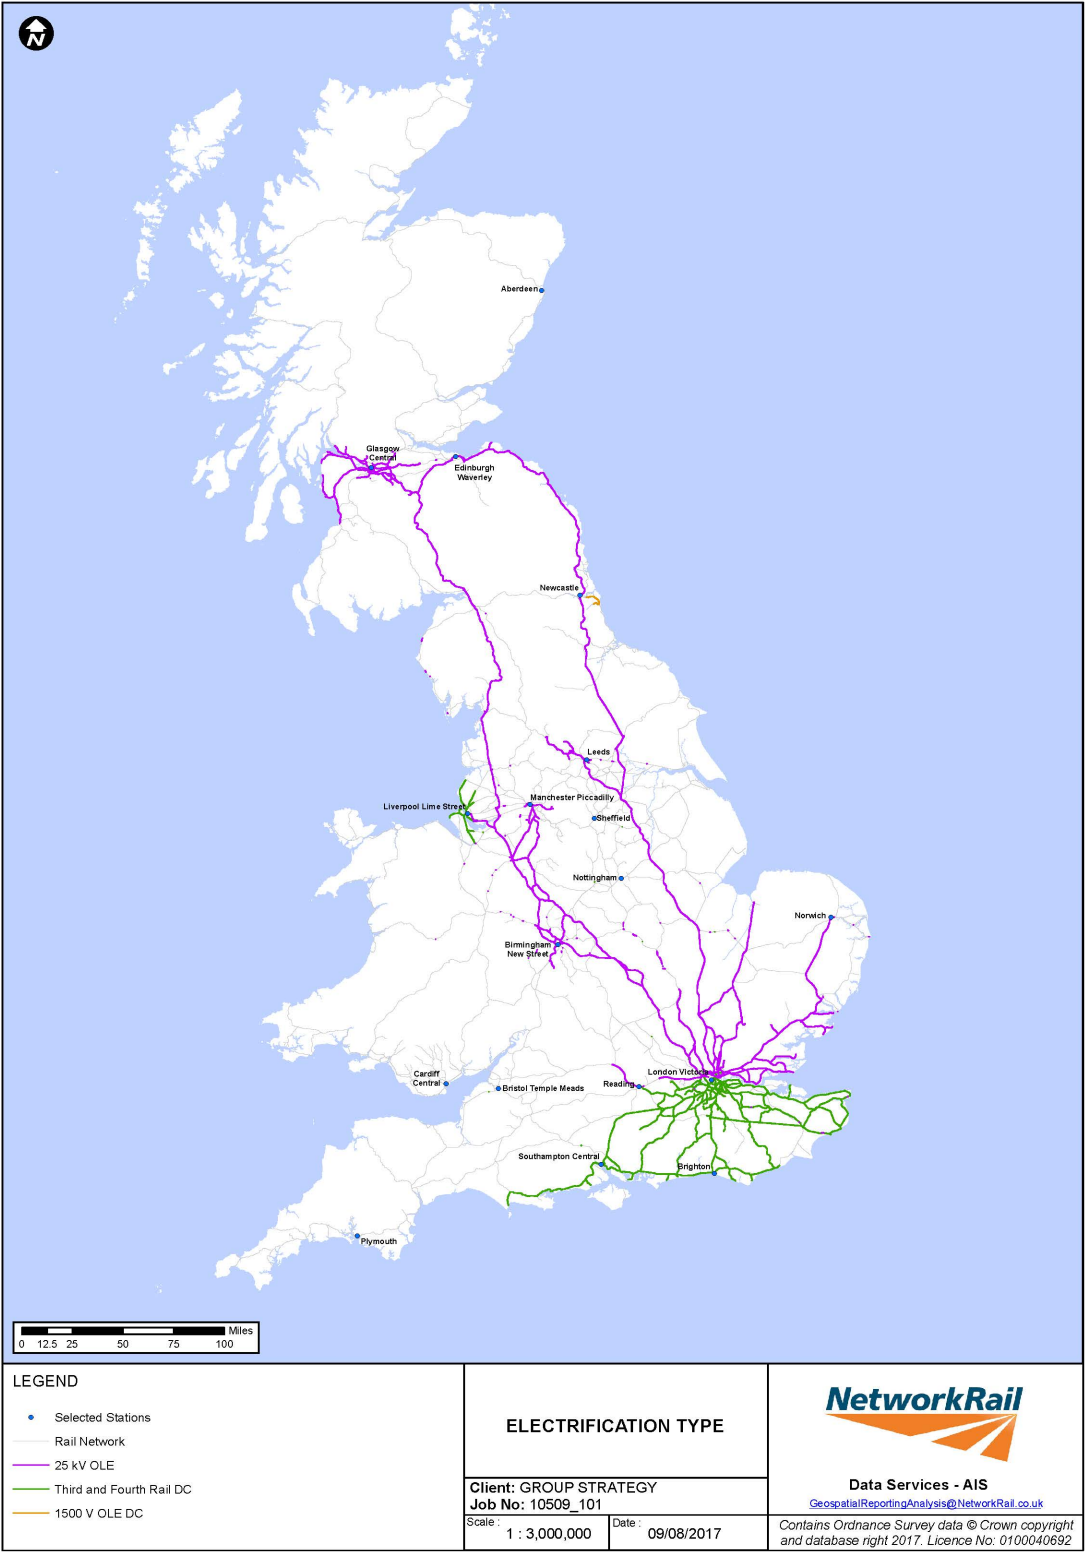 N
Aberdeen
Glasgow
Central
Edinburgh
Waverley
Newcastle
Leeds
Manchester Piccadilly
Liverpool Lime Street
Sheffield
Nottingham
Norwich
Birmingham
New Street
London Victoria
Cardiff
Central
Bristol Temple Meads
Reading
Southampton Central
Brighton
Plymouth
Miles
0 12.5 25 50 75 100
LEGEND
Selected Stations
Rail Network
25 kV OLE
Third and Fourth Rail DC
1500 V OLE DC
ELECTRIFICATION TYPE
Client: GROUP STRATEGY
Job No: 10509_101
Scale :
1 : 3,000,000
Date :
09/08/2017
NetworkRail
Data Services - AIS
GeospatialReportingAnalysis@NetworkRail.co.uk
Contains Ordnance Survey data © Crown copyright
and database right 2017. Licence No: 0100040692